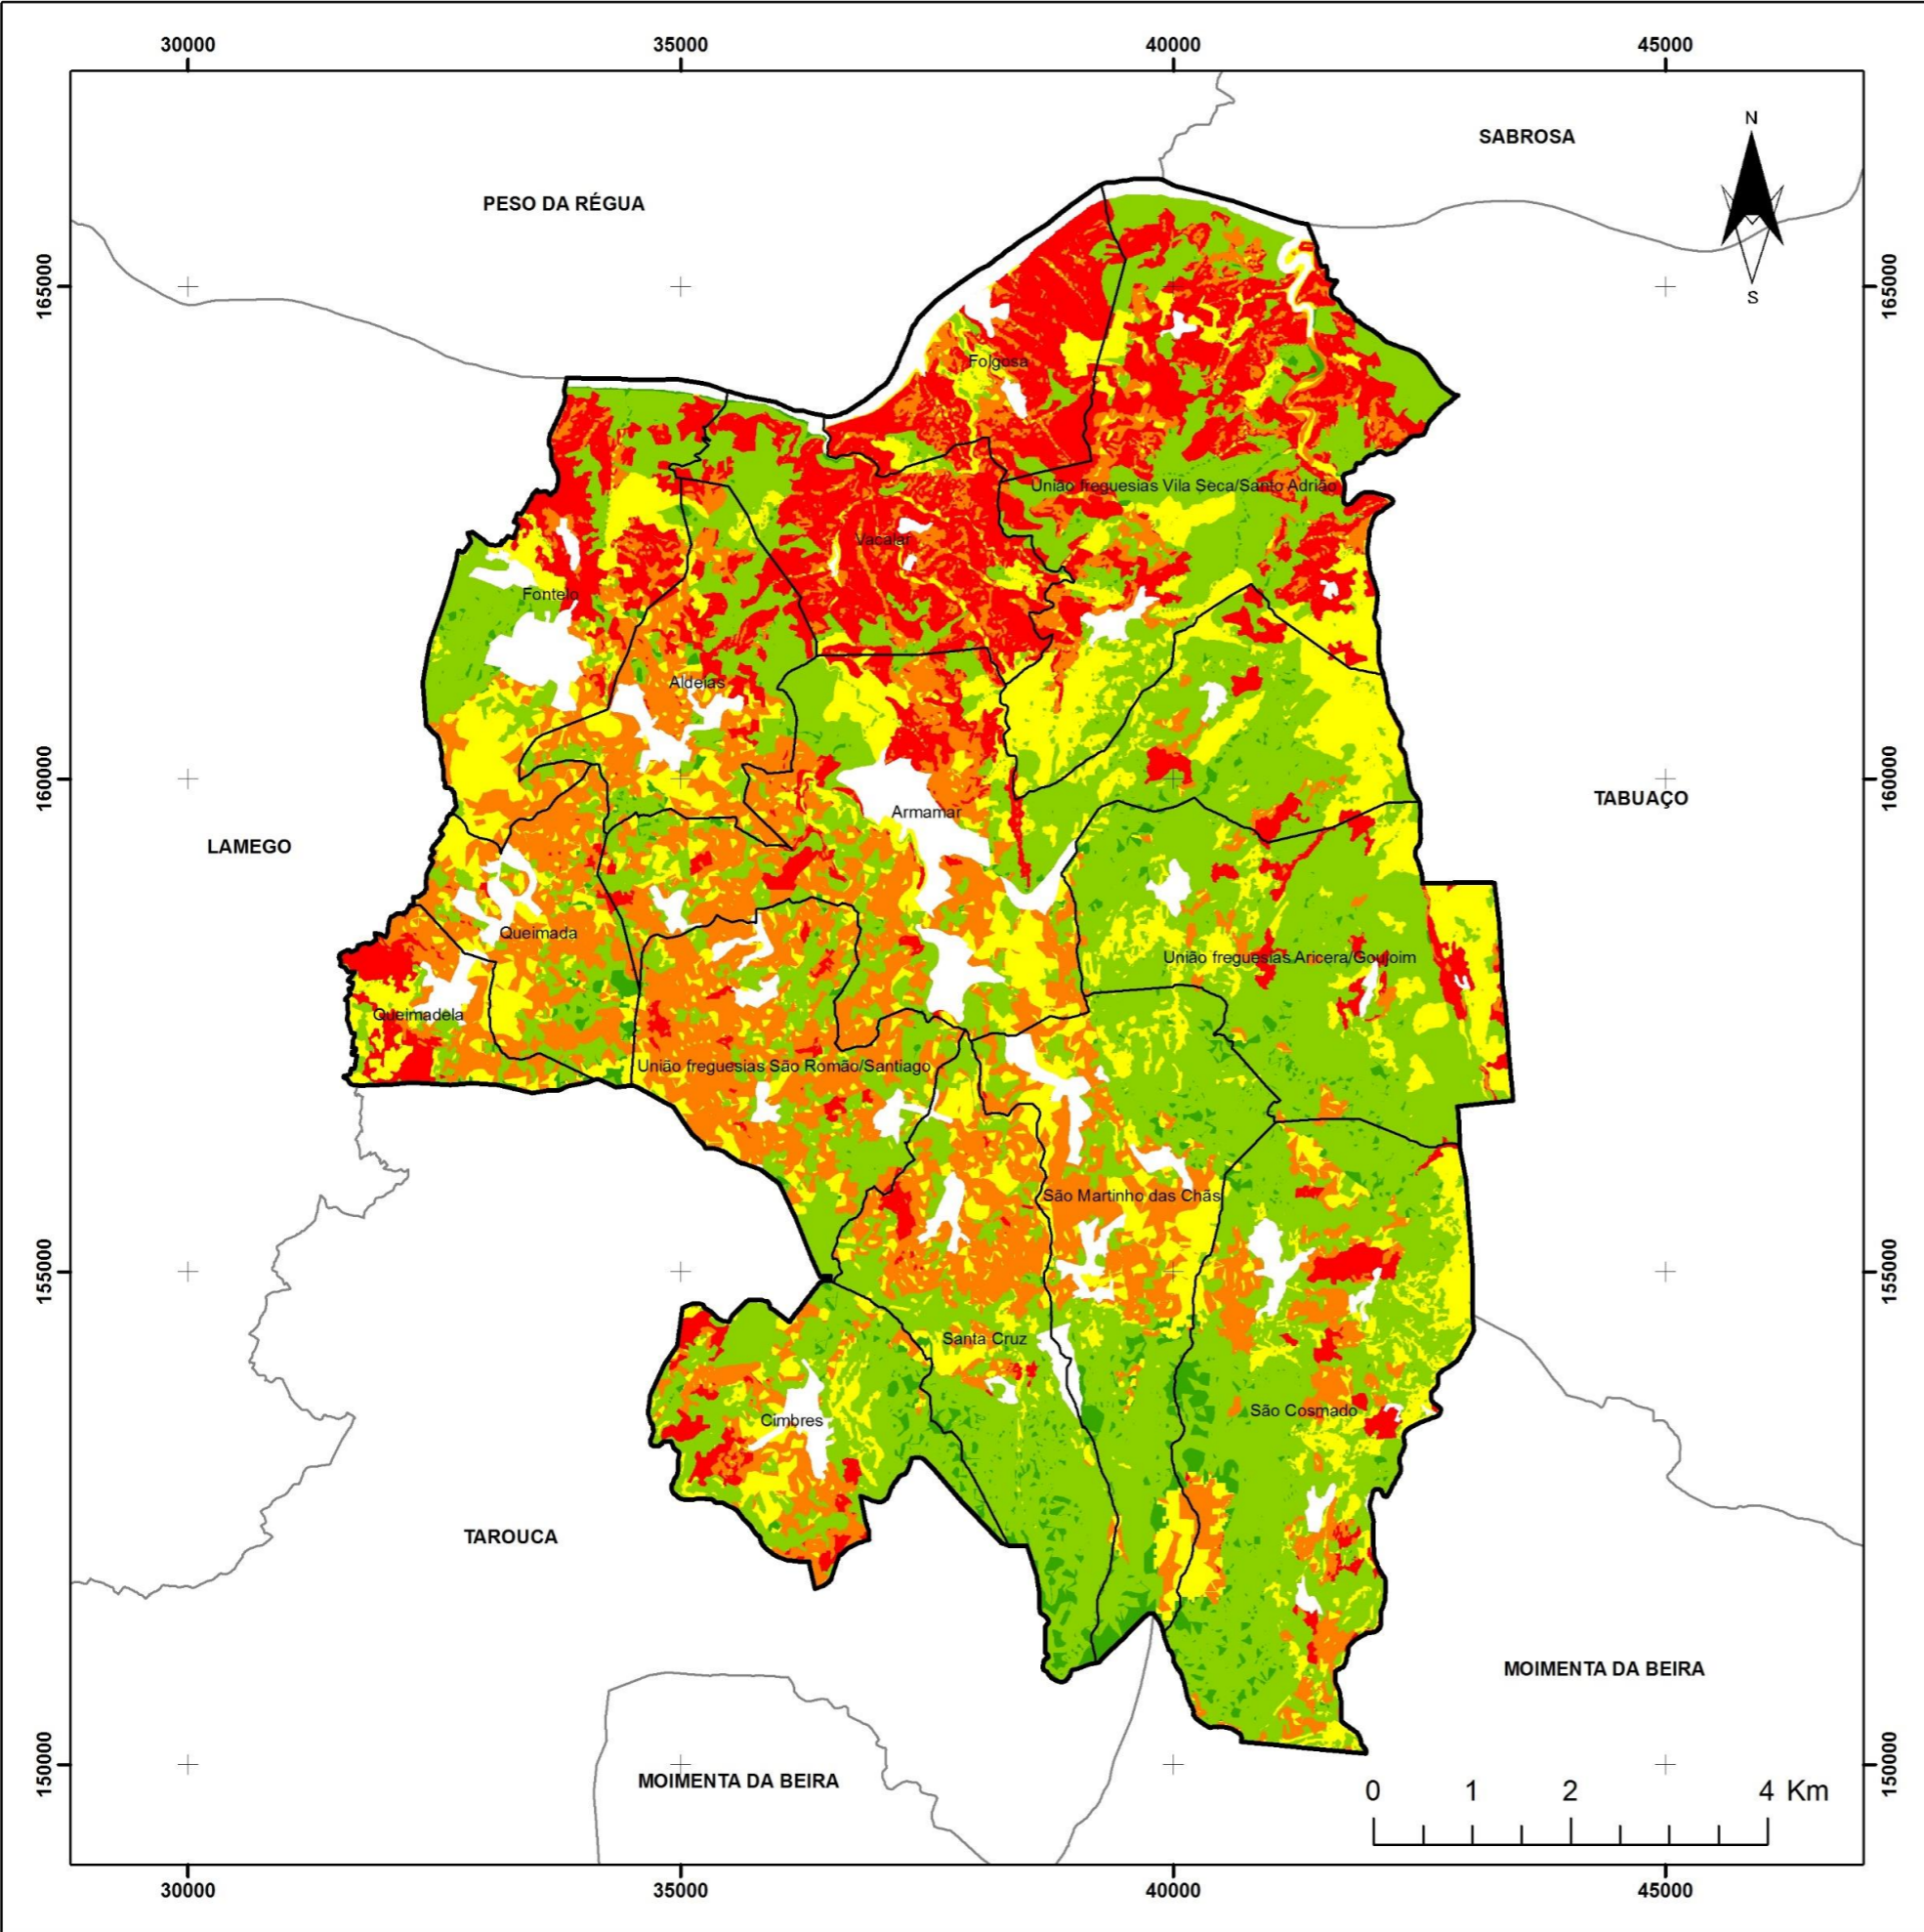 30000
35000
40000
45000
N
SABROSA
PESO DA RÉGUA
165000
165000
S
Folgosa
União freguesias Vila Seca/Santo Adrião
Vacalar
Fontelo
Aldeias
160000
160000
TABUAÇO
Armamar
LAMEGO
Queimada
União freguesias Aricera/Goujoim
Queimadela
União freguesias São Romão/Santiago
São Martinho das Chãs
155000
155000
Santa Cruz
São Cosmado
Cimbres
TAROUCA
MOIMENTA DA BEIRA
150000
150000
MOIMENTA DA BEIRA
0 1 2 4 Km
30000
35000
40000
45000